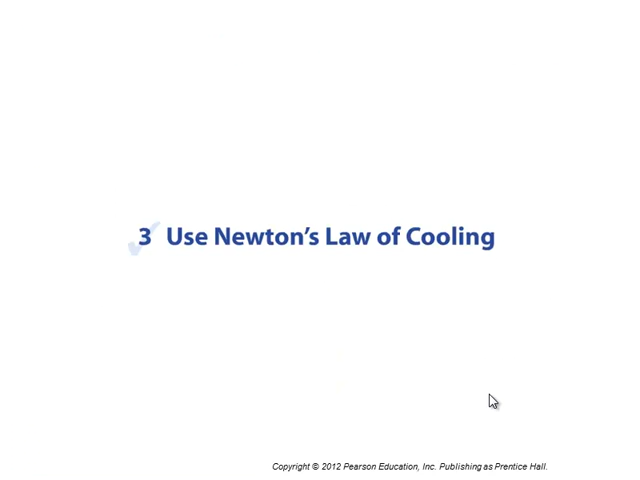 3 Use Newton's Law of Cooling
Copyright © 2012 Pearson Education, Inc. Publishing as Prentice Hall.